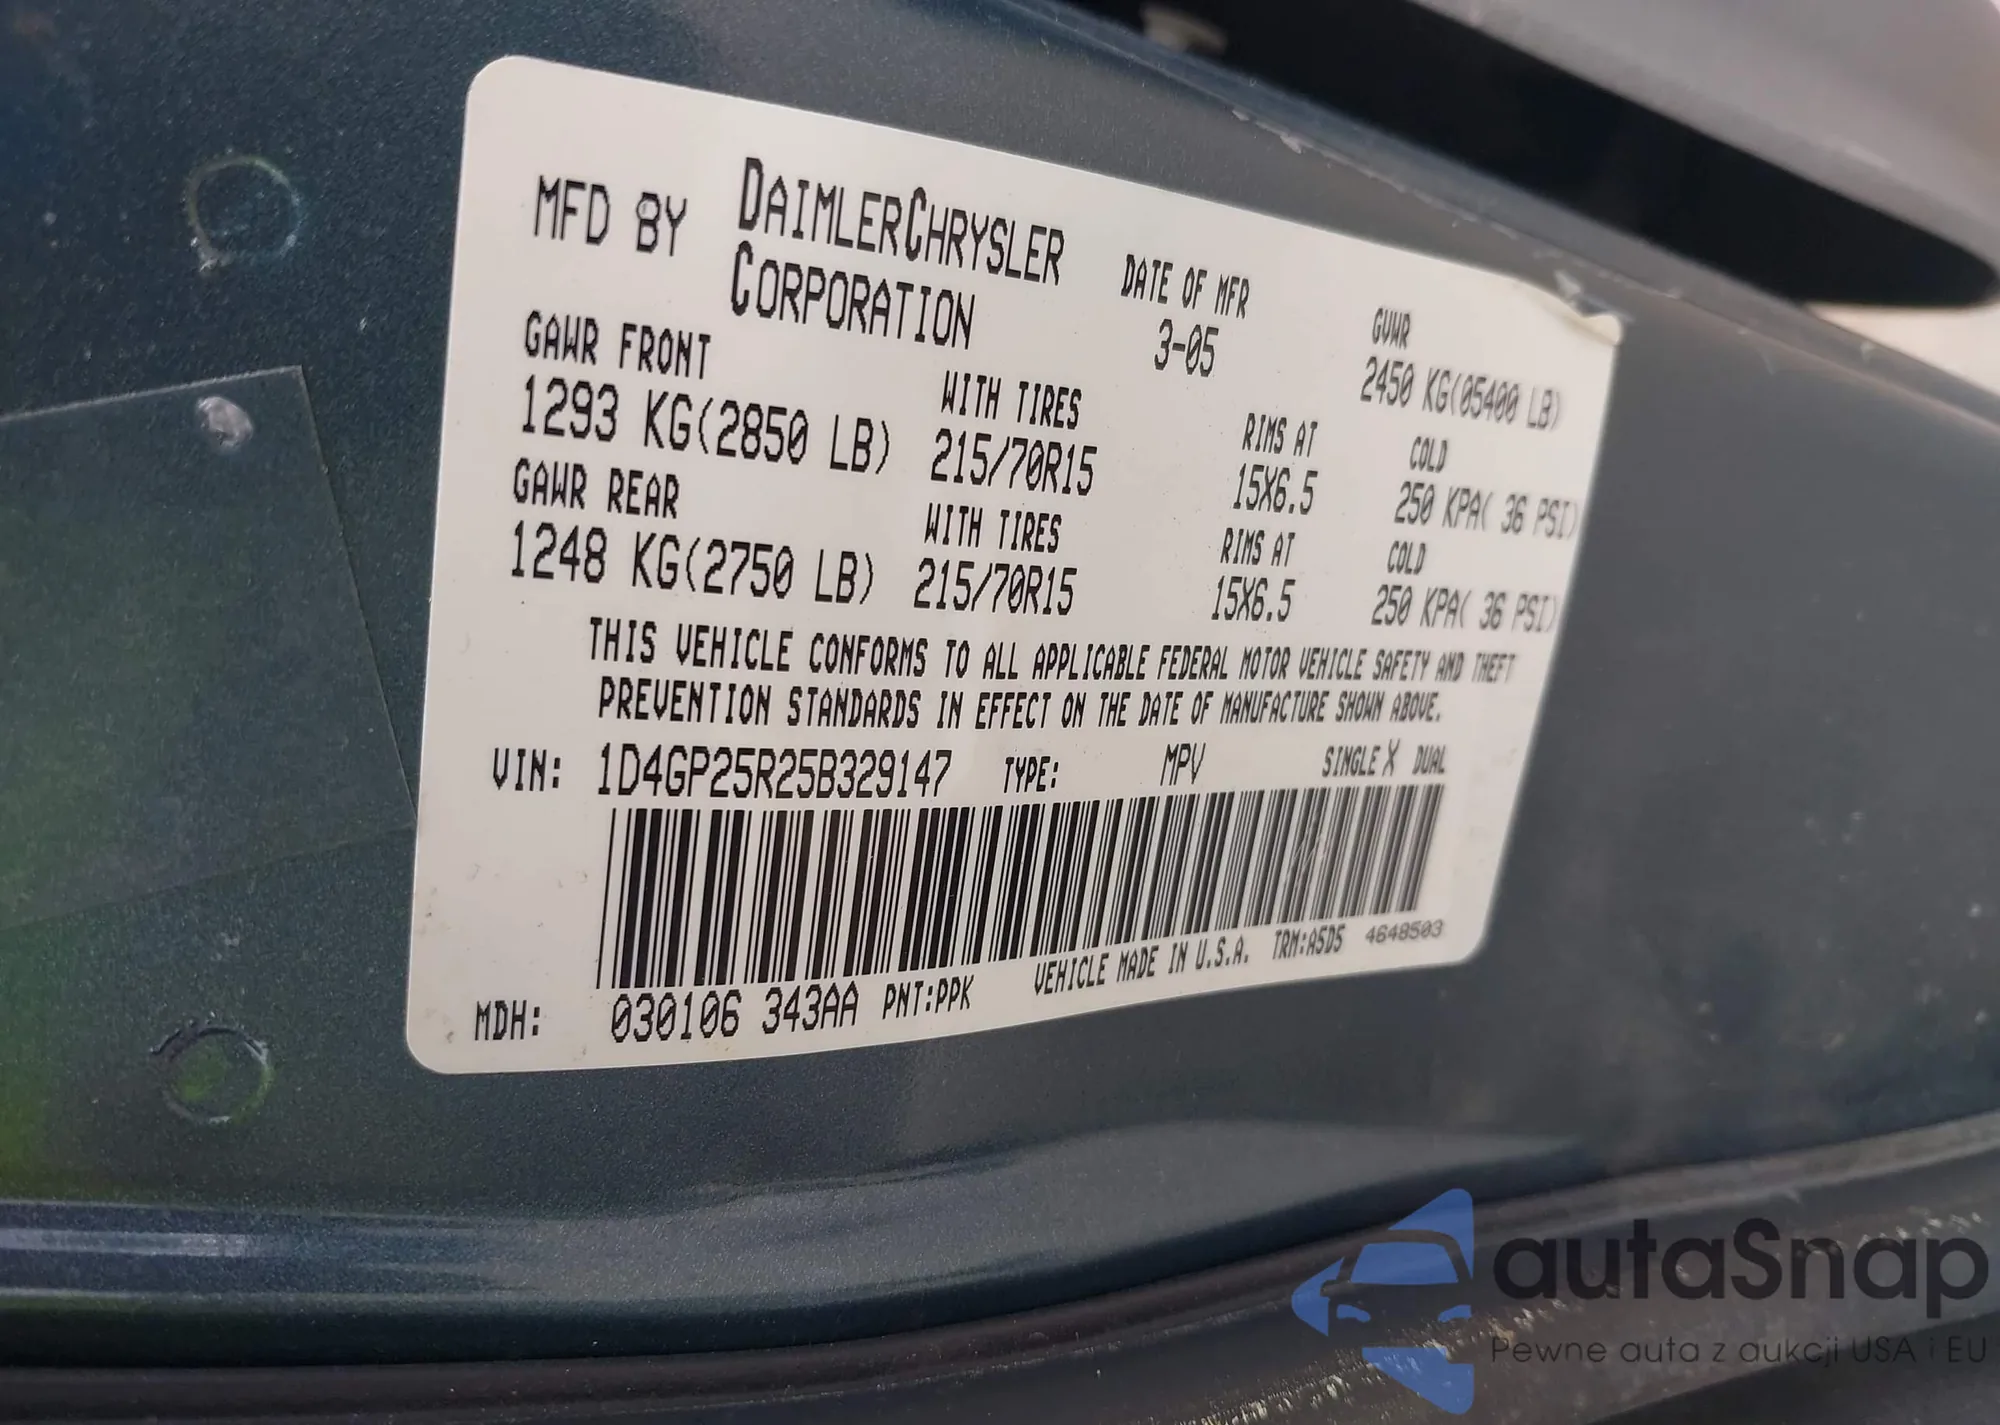 MFD BY DAIMLERCHRYSLER CORPORATION
DATE OF MFR 3-05
GVWR 2450 KG(05400 LB)
GAWR FRONT WITH TIRES RIMS AT COLD
1293 KG(2850 LB) 215/70R15 15X6.5 250 KPA( 36 PSI)
GAWR REAR WITH TIRES RIMS AT COLD
1248 KG(2750 LB) 215/70R15 15X6.5 250 KPA( 36 PSI)
THIS VEHICLE CONFORMS TO ALL APPLICABLE FEDERAL MOTOR VEHICLE SAFETY AND THEFT
PREVENTION STANDARDS IN EFFECT ON THE DATE OF MANUFACTURE SHOWN ABOVE.
VIN: 1D4GP25R25B329147 TYPE: MPV SINGLE X DUAL
MDH: 030106 343AA PNT:PPK VEHICLE MADE IN U.S.A. TRM:A5D5 4648503
autaSnap
Pewne auta z aukcji USA i EU